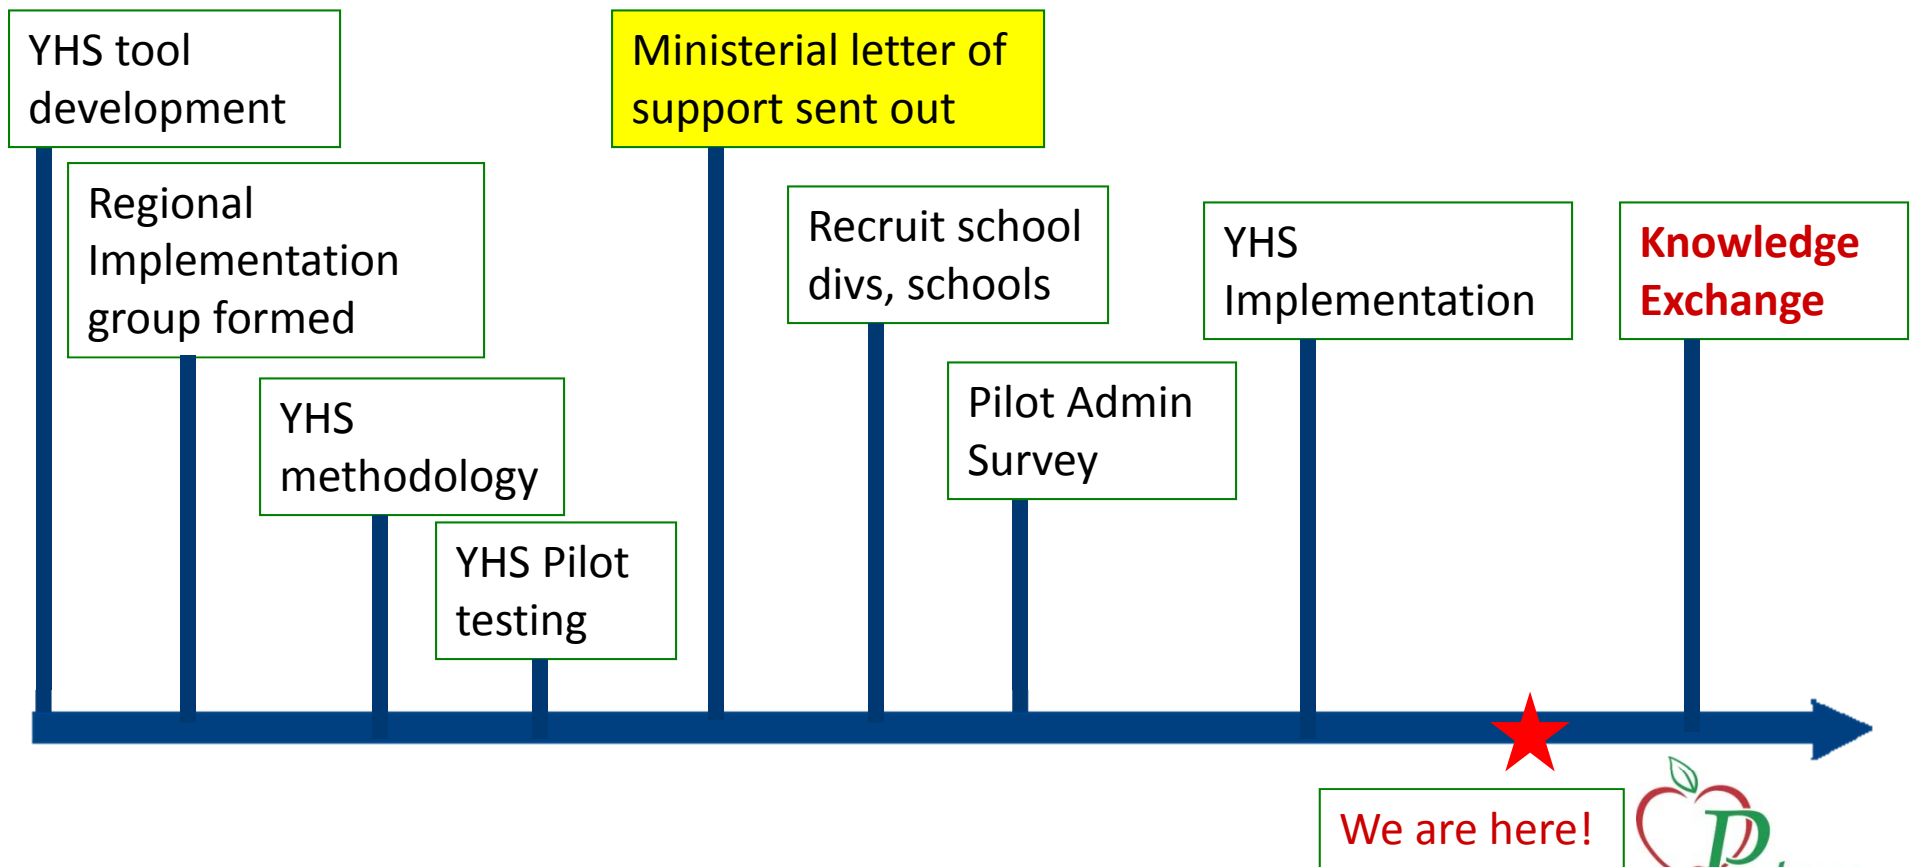 YHS tool
development
Regional
Implementation
group formed
YHS
methodology
YHS Pilot
testing
Ministerial letter of
support sent out
Recruit school
divs, schools
Pilot Admin
Survey
YHS
Implementation
Knowledge
Exchange
We are here!